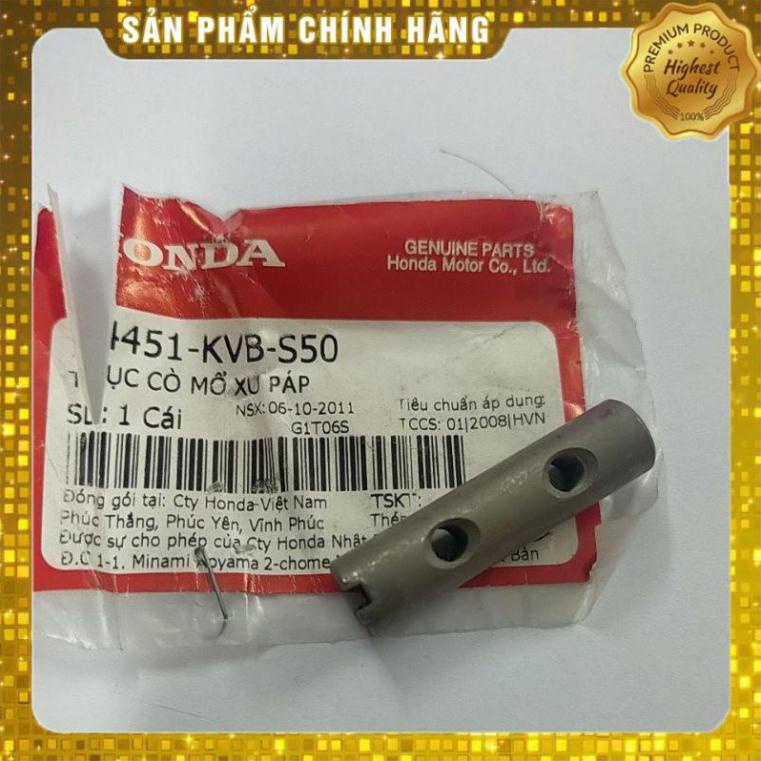 SẢN PHẨM CHÍNH HÃNG
PREMIUM PRODUCT
Highest
Quality
100%
ONDA
GENUINE PARTS
Honda Motor Co., Ltd.
451-KVB-S50
ỤC CÒ MỔ XU PÁP
SL: 1 Cái
NSX: 06-10-2011
G1T06S
Tiêu chuẩn áp dụng:
TCCS: 01|2008|HVN
Đóng gói tại: Cty Honda Việt Nam
Phúc Thắng, Phúc Yên, Vĩnh Phúc
Được sự cho phép của Cty Honda Nhật
Đ.C 1-1. Minami Aoyama 2-chome
TSKT:
Thép
Bản